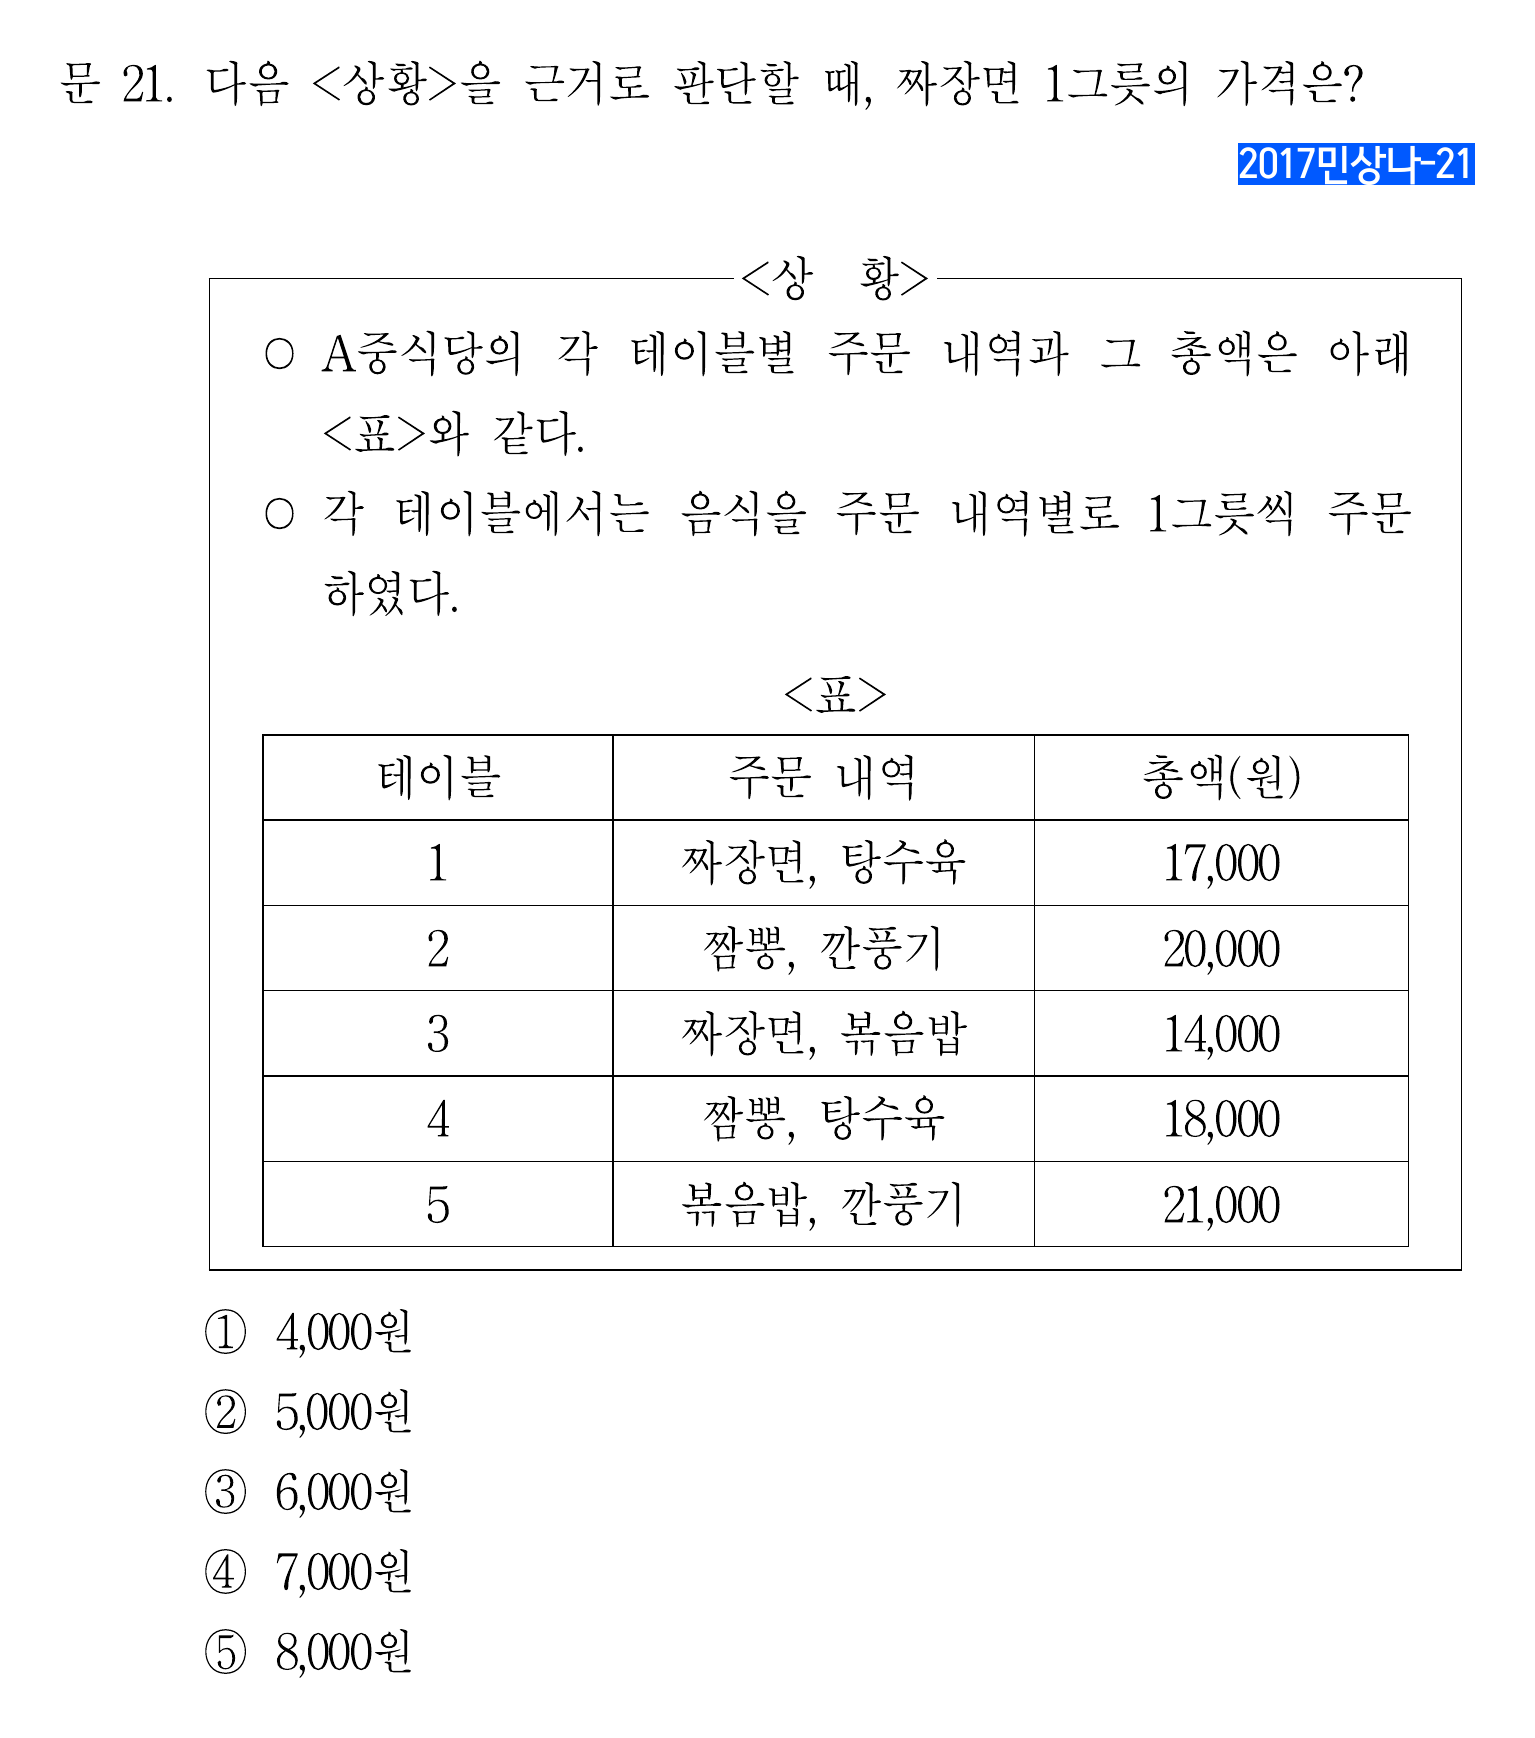 문 21. 다음 <상황>을 근거로 판단할 때, 짜장면 1그릇의 가격은?
2017민상나-21
<상 황>
○ A중식당의 각 테이블별 주문 내역과 그 총액은 아래
<표>와 같다.
○ 각 테이블에서는 음식을 주문 내역별로 1그릇씩 주문
하였다.
<표>
테이블 주문 내역 총액(원)
1 짜장면, 탕수육 17,000
2 짬뽕, 깐풍기 20,000
3 짜장면, 볶음밥 14,000
4 짬뽕, 탕수육 18,000
5 볶음밥, 깐풍기 21,000
① 4,000원
② 5,000원
③ 6,000원
④ 7,000원
⑤ 8,000원